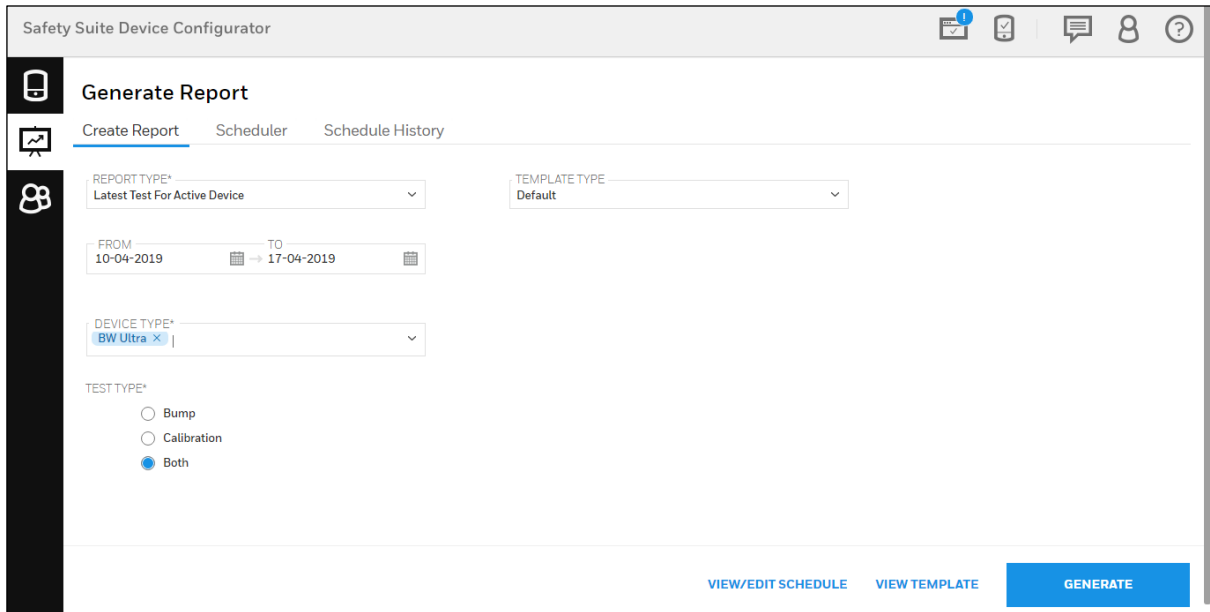 Safety Suite Device Configurator
!
?
Generate Report
Create Report Scheduler Schedule History
REPORT TYPE* TEMPLATE TYPE
Latest Test For Active Device Default
FROM TO
10-04-2019 → 17-04-2019
DEVICE TYPE*
BW Ultra ×
TEST TYPE*
Bump
Calibration
Both
VIEW/EDIT SCHEDULE VIEW TEMPLATE GENERATE